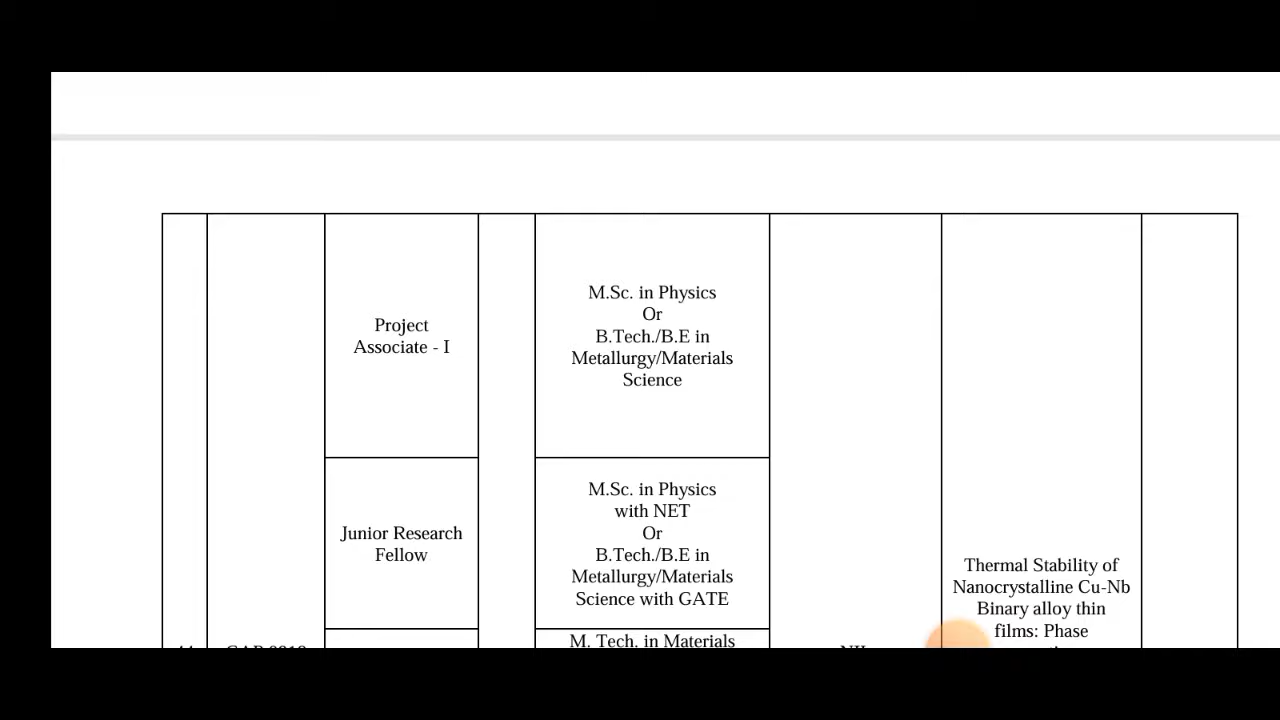 Project
Associate - I
M.Sc. in Physics
Or
B.Tech./B.E in
Metallurgy/Materials
Science
Junior Research
Fellow
M.Sc. in Physics
with NET
Or
B.Tech./B.E in
Metallurgy/Materials
Science with GATE
M. Tech. in Materials
Thermal Stability of
Nanocrystalline Cu-Nb
Binary alloy thin
films: Phase